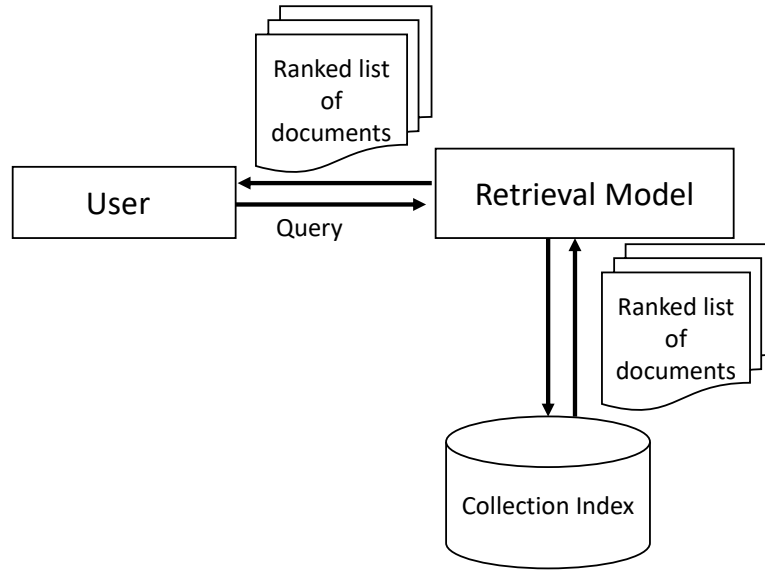 Ranked list
of
documents
User
Retrieval Model
Query
Ranked list
of
documents
Collection Index